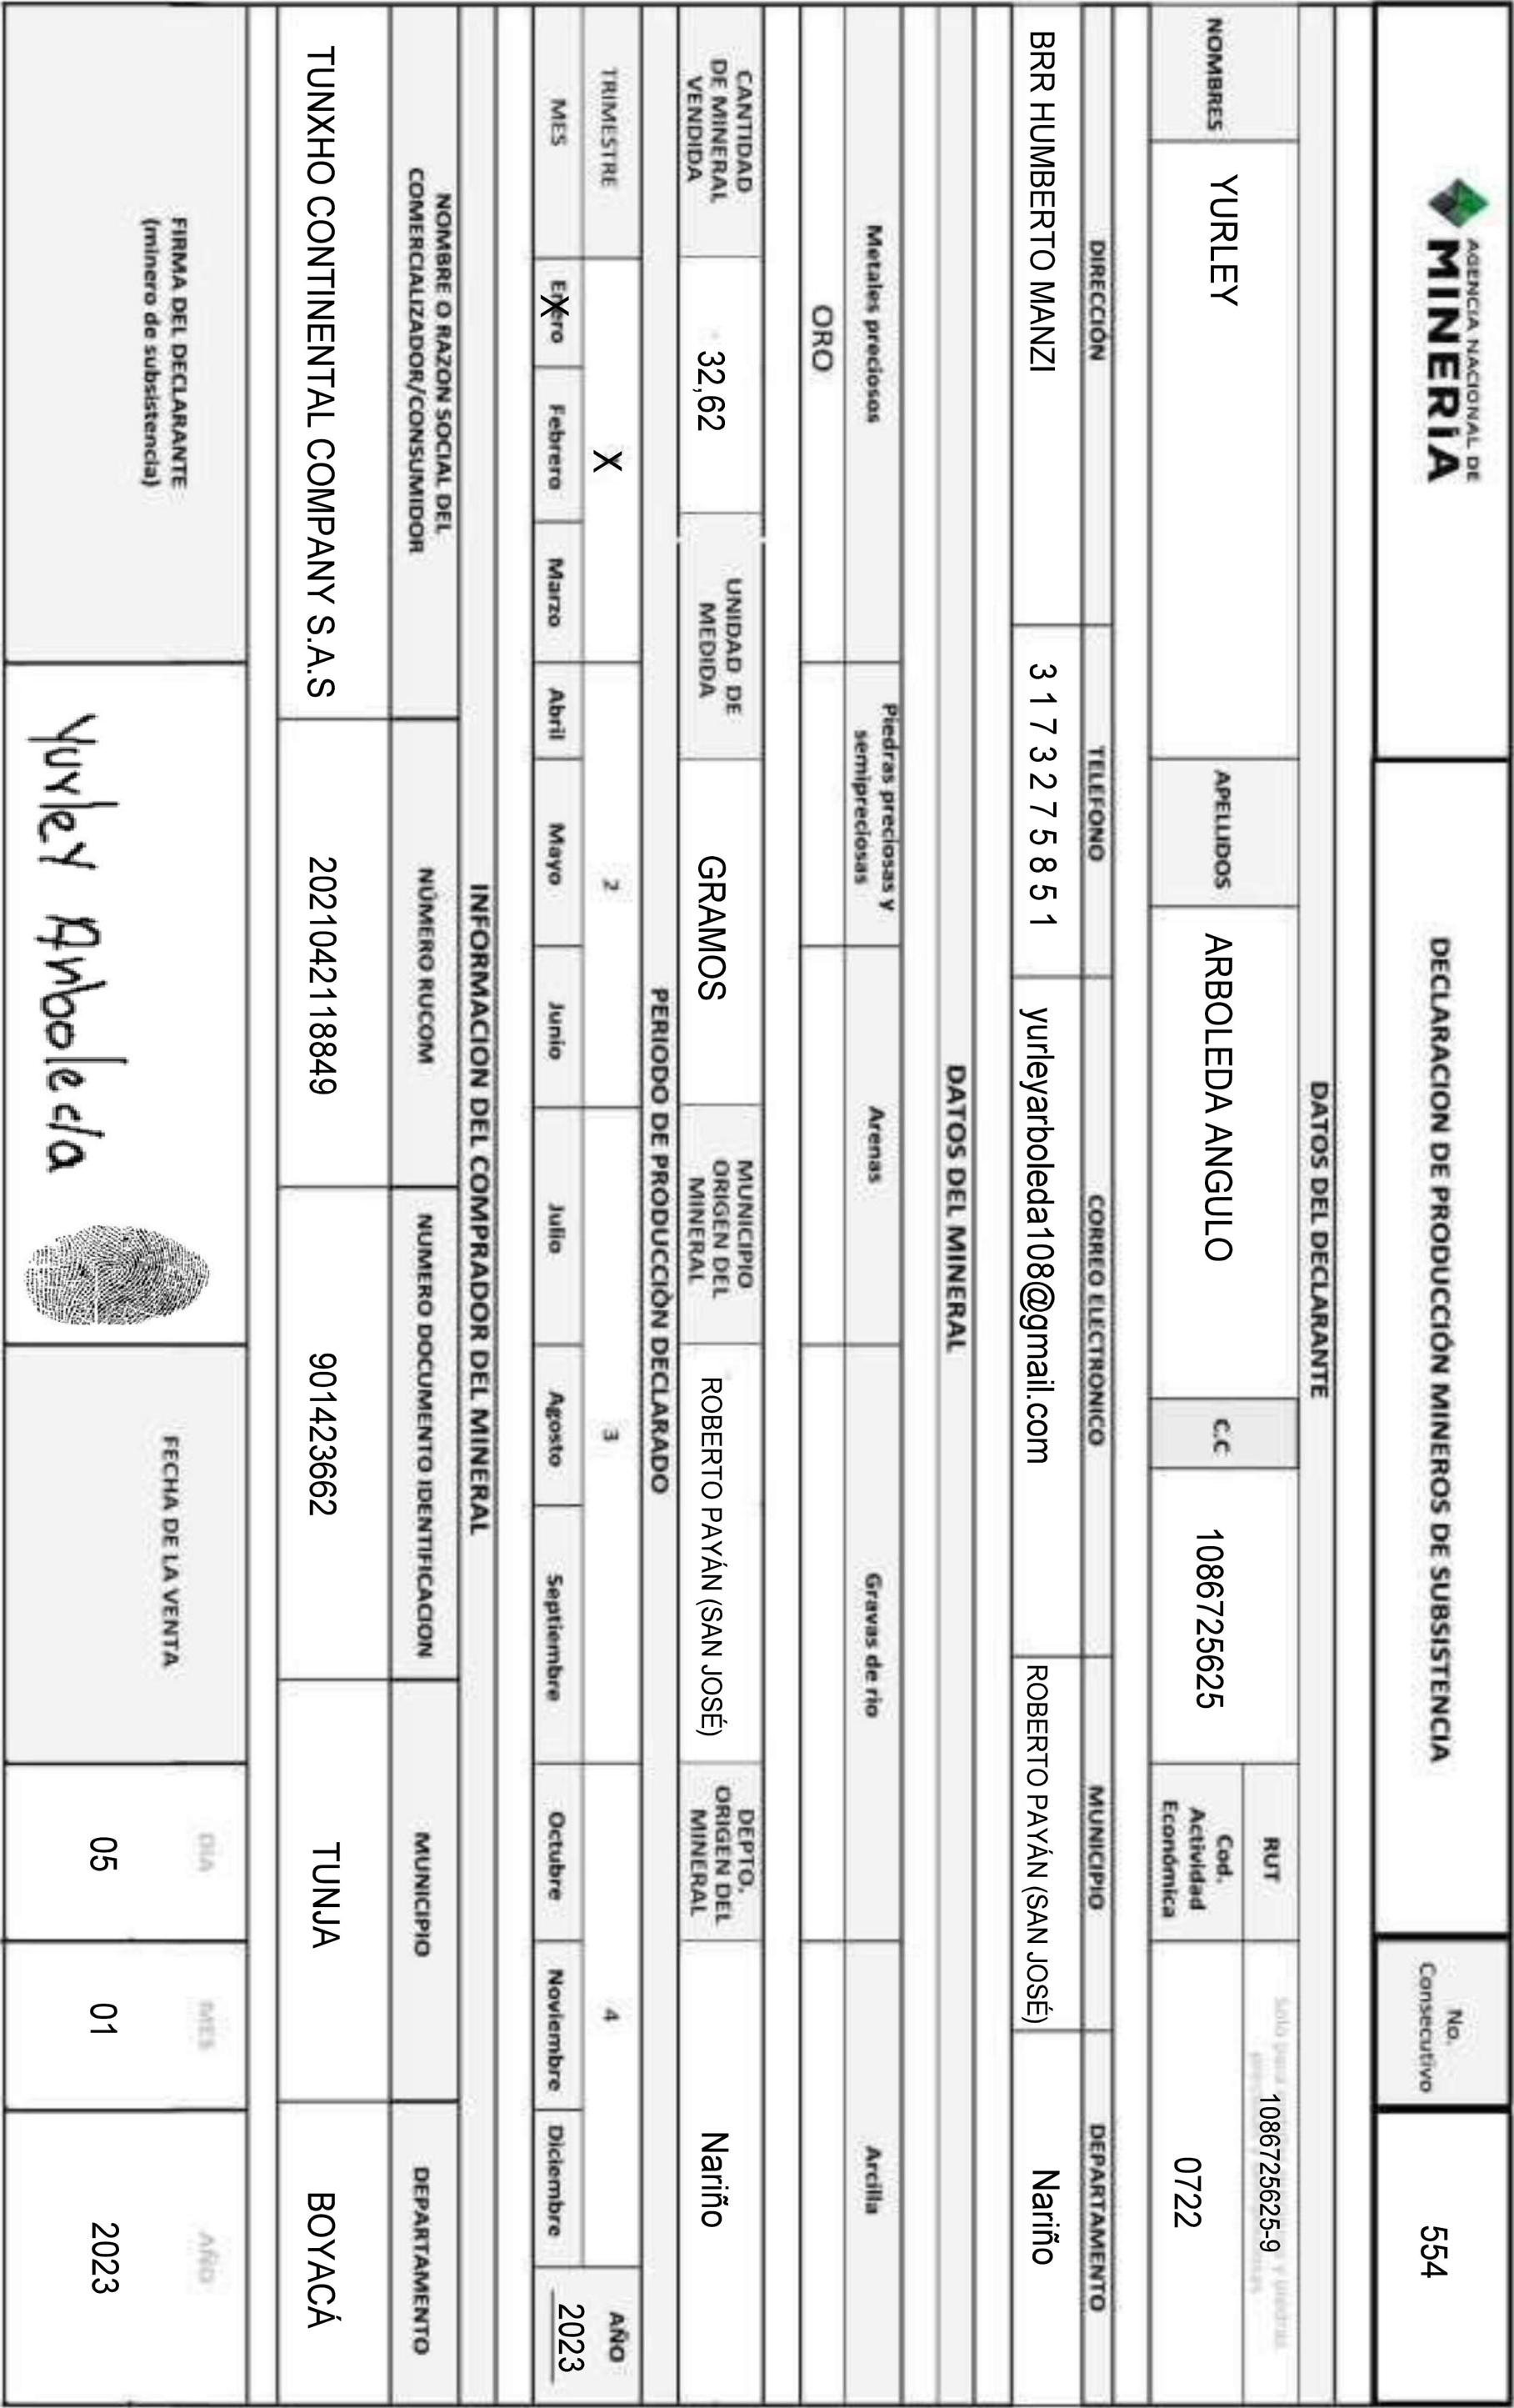 AGENCIA NACIONAL DE
MINERÍA
DECLARACION DE PRODUCCIÓN MINEROS DE SUBSISTENCIA
No.
Consecutivo
554
DATOS DEL DECLARANTE
NOMBRES
YURLEY
APELLIDOS
ARBOLEDA ANGULO
C.C
1086725625
RUT
1086725625-9
Cod.
Actividad
Económica
0722
DIRECCIÓN
TELEFONO
CORREO ELECTRONICO
MUNICIPIO
DEPARTAMENTO
BRR HUMBERTO MANZI
3 1 7 3 2 7 5 8 5 1
yurleyarboleda108@gmail.com
ROBERTO PAYÁN (SAN JOSÉ)
Nariño
DATOS DEL MINERAL
Metales preciosos
Piedras preciosas y
semipreciosas
Arenas
Gravas de rio
Arcilla
ORO
CANTIDAD
DE MINERAL
VENDIDA
32,62
UNIDAD DE
MEDIDA
GRAMOS
MUNICIPIO
ORIGEN DEL
MINERAL
ROBERTO PAYÁN (SAN JOSÉ)
DEPTO.
ORIGEN DEL
MINERAL
Nariño
PERIODO DE PRODUCCIÓN DECLARADO
TRIMESTRE
X
2
3
4
AÑO
MES
Enero
X
Febrero
Marzo
Abril
Mayo
Junio
Julio
Agosto
Septiembre
Octubre
Noviembre
Diciembre
2023
INFORMACION DEL COMPRADOR DEL MINERAL
NOMBRE O RAZON SOCIAL DEL
COMERCIALIZADOR/CONSUMIDOR
NÚMERO RUCOM
NUMERO DOCUMENTO IDENTIFICACION
MUNICIPIO
DEPARTAMENTO
TUNXHO CONTINENTAL COMPANY S.A.S
2021042118849
901423662
TUNJA
BOYACÁ
FIRMA DEL DECLARANTE
(minero de subsistencia)
Yurley Arboleda
FECHA DE LA VENTA
DIA
MES
AÑO
05
01
2023